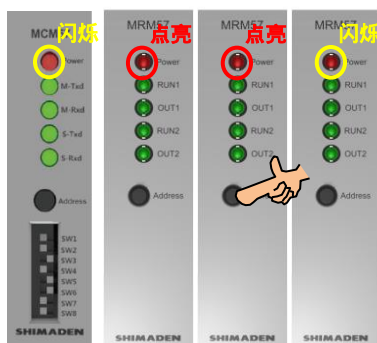 MCM
闪烁
Power
M-Txd
M-Rxd
S-Txd
S-Rxd
Address
SW1
SW2
SW3
SW4
SW5
SW6
SW7
SW8
SHIMADEN
MRM57
点亮
Power
RUN1
OUT1
RUN2
OUT2
Address
SHIMADEN
MRM57
点亮
Power
RUN1
OUT1
RUN2
OUT2
SHIMADEN
MRM57
闪烁
Power
RUN1
OUT1
RUN2
OUT2
Address
SHIMADEN